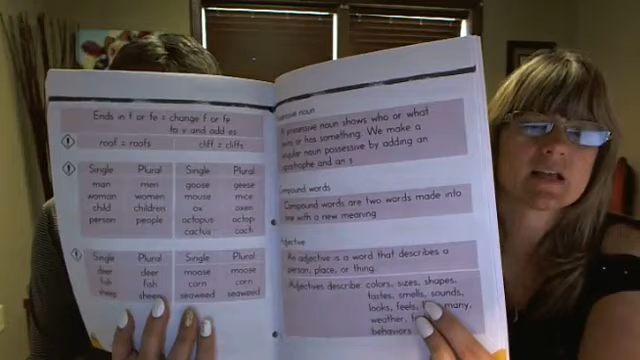 Ends in f or fe = change f or fe
to v and add es
roof = roofs cliff = cliffs
Single Plural Single Plural
man men goose geese
woman women mouse mice
child children ox oxen
person people octopus octop
cactus cacti
Single Plural Single Plural
deer deer moose moose
fish fish corn corn
sheep sheep seaweed seaweed
noun
possessive noun shows who or what
or has something. We make a
noun possessive by adding an
apostrophe and an s.
ompound words
Compound words are two words made into
one with a new meaning
Adjective
An adjective is a word that describes a
person, place, or thing.
Adjectives describe colors, sizes, shapes,
tastes, smells, sounds,
looks, feels, many,
weather,
behaviors